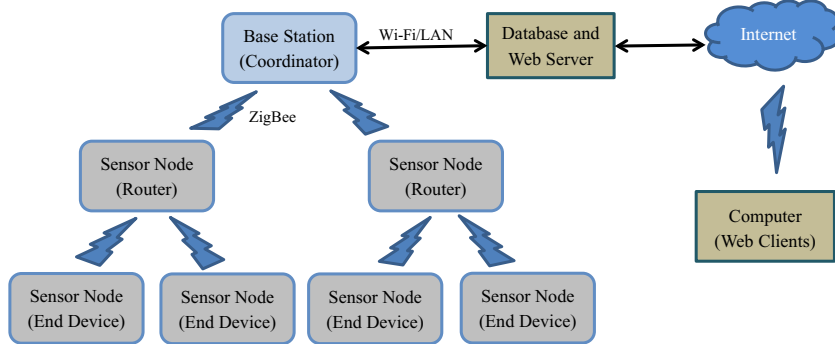 Base Station
(Coordinator)
Wi-Fi/LAN
Database and
Web Server
Internet
ZigBee
Sensor Node
(Router)
Sensor Node
(Router)
Computer
(Web Clients)
Sensor Node
(End Device)
Sensor Node
(End Device)
Sensor Node
(End Device)
Sensor Node
(End Device)